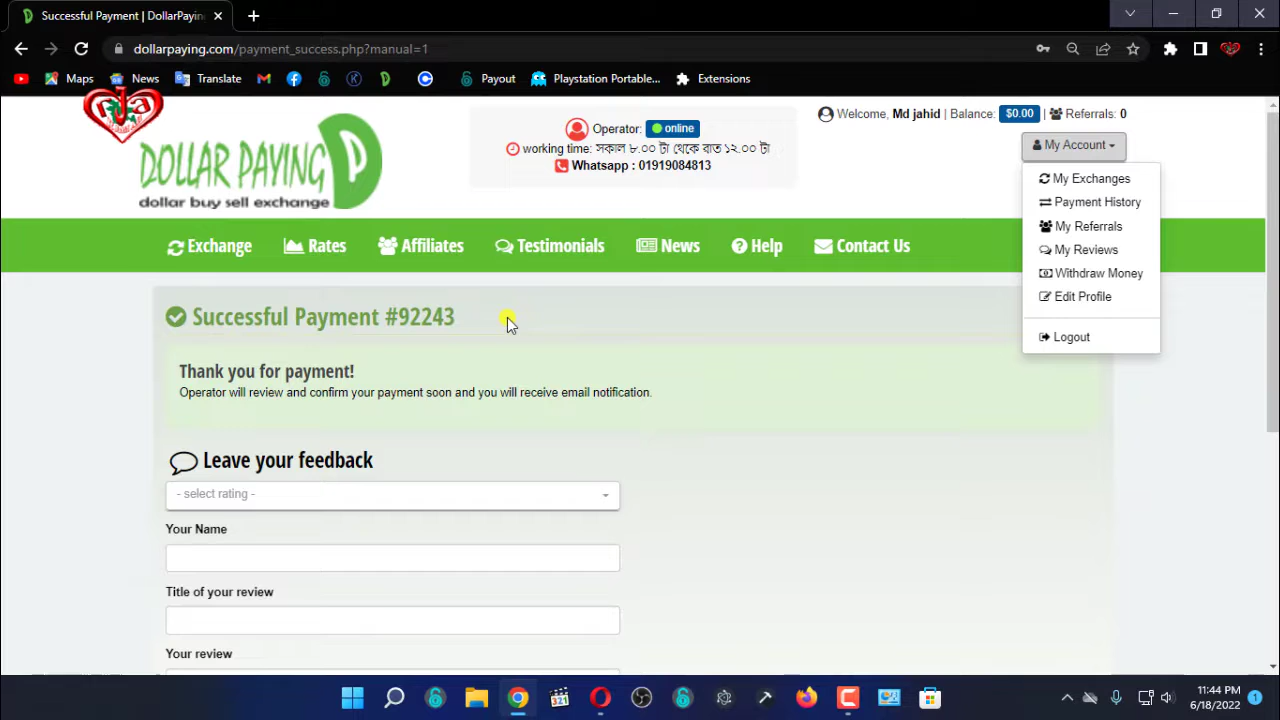 Successful Payment | DollarPayin
dollarpaying.com/payment_success.php?manual=1
Maps
News
Translate
Payout
Playstation Portable...
Extensions
DOLLAR PAYING
dollar buy sell exchange
Operator: online
working time: সকাল ৮.০০ টা থেকে রাত ১২.০০ টা
Whatsapp : 01919084813
Welcome, Md jahid | Balance: $0.00 | Referrals: 0
My Account
My Exchanges
Payment History
My Referrals
My Reviews
Withdraw Money
Edit Profile
Logout
Exchange
Rates
Affiliates
Testimonials
News
Help
Contact Us
Successful Payment #92243
Thank you for payment!
Operator will review and confirm your payment soon and you will receive email notification.
Leave your feedback
- select rating -
Your Name
Title of your review
Your review
11:44 PM
6/18/2022
1